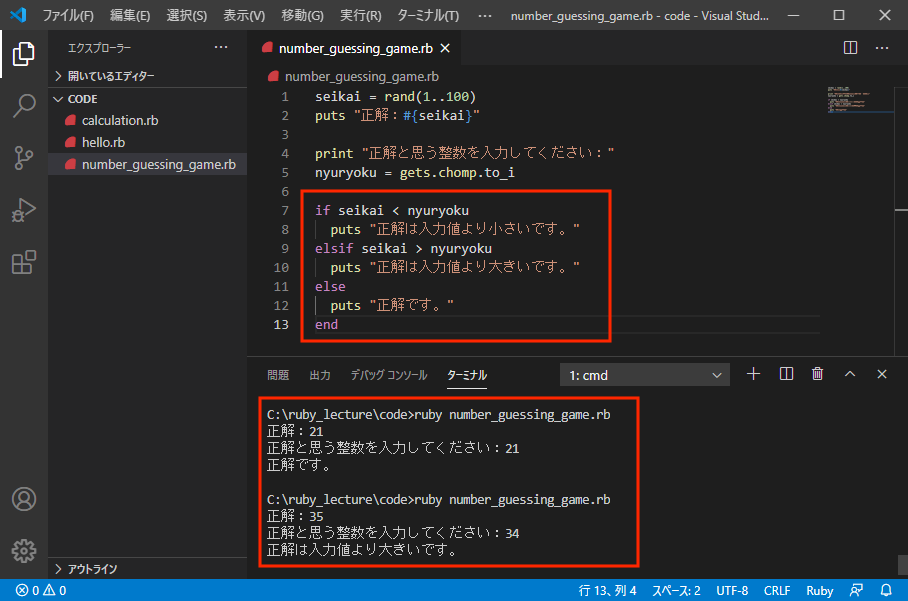 ファイル(F) 編集(E) 選択(S) 表示(V) 移動(G) 実行(R) ターミナル(T) ··· number_guessing_game.rb - code - Visual Stud...
エクスプローラー ···
開いているエディター
CODE
calculation.rb
hello.rb
number_guessing_game.rb
number_guessing_game.rb
number_guessing_game.rb
1 seikai = rand(1..100)
2 puts "正解：#{seikai}"
3
4 print "正解と思う整数を入力してください："
5 nyuryoku = gets.chomp.to_i
6
7 if seikai < nyuryoku
8 puts "正解は入力値より小さいです。"
9 elsif seikai > nyuryoku
10 puts "正解は入力値より大きいです。"
11 else
12 puts "正解です。"
13 end
問題 出力 デバッグ コンソール ターミナル 1: cmd
C:\ruby_lecture\code>ruby number_guessing_game.rb
正解：21
正解と思う整数を入力してください：21
正解です。
C:\ruby_lecture\code>ruby number_guessing_game.rb
正解：35
正解と思う整数を入力してください：34
正解は入力値より大きいです。
アウトライン
0 0 行 13、列 4 スペース: 2 UTF-8 CRLF Ruby